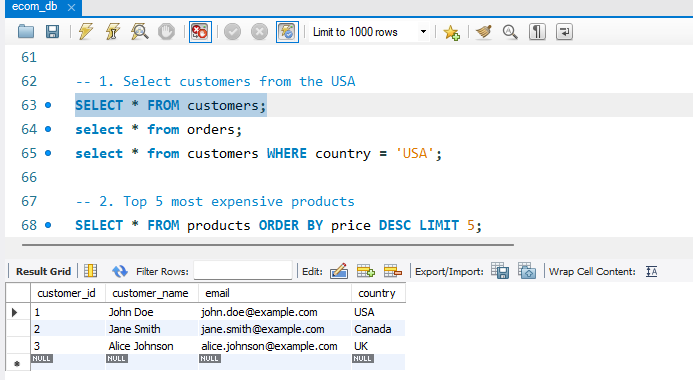 ecom_db
Limit to 1000 rows
61
62 -- 1. Select customers from the USA
63 SELECT * FROM customers;
64 select * from orders;
65 select * from customers WHERE country = 'USA';
66
67 -- 2. Top 5 most expensive products
68 SELECT * FROM products ORDER BY price DESC LIMIT 5;
Result Grid Filter Rows: Edit: Export/Import: Wrap Cell Content: IA
customer_id customer_name email country
1 John Doe john.doe@example.com USA
2 Jane Smith jane.smith@example.com Canada
3 Alice Johnson alice.johnson@example.com UK
NULL NULL NULL NULL